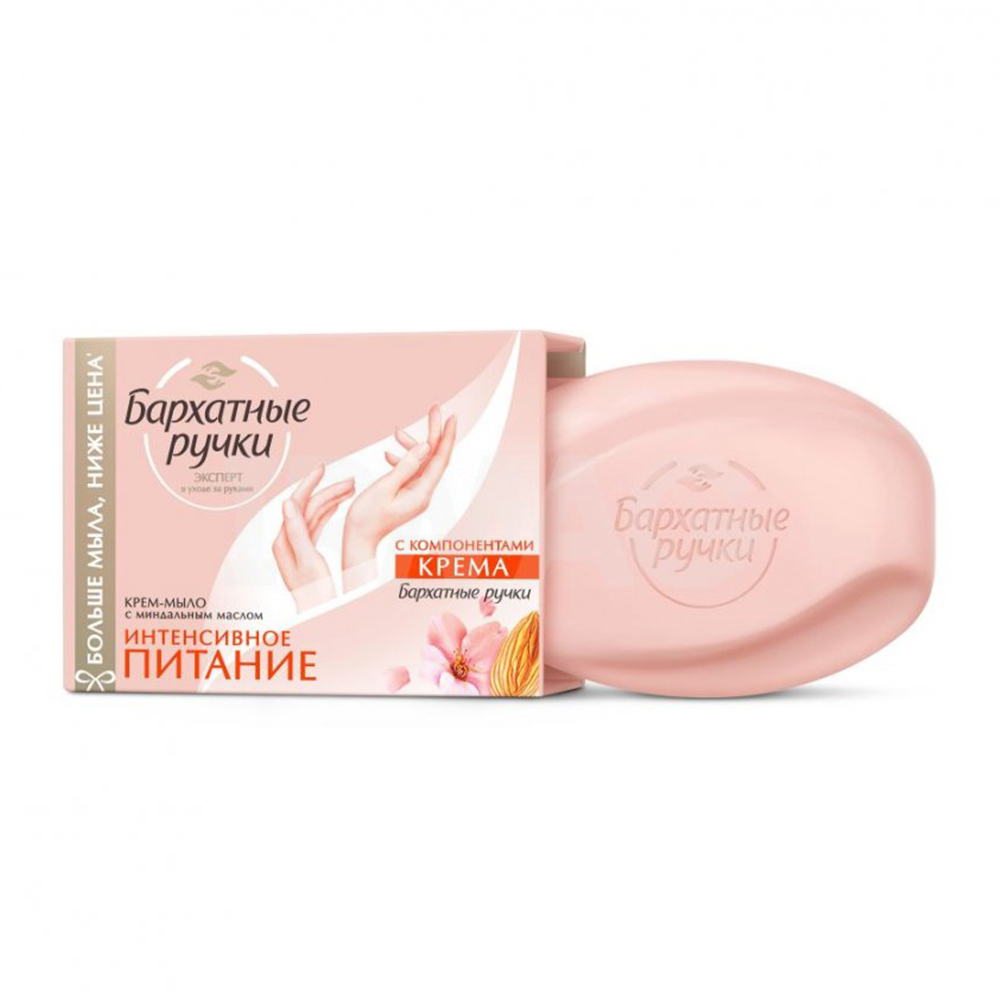 БОЛЬШЕ МЫЛА, НИЖЕ ЦЕНА*
Бархатные
ручки
ЭКСПЕРТ
в уходе за руками
С КОМПОНЕНТАМИ
КРЕМА
Бархатные ручки
КРЕМ-МЫЛО
С МИНДАЛЬНЫМ МАСЛОМ
ИНТЕНСИВНОЕ
ПИТАНИЕ
Бархатные
ручки